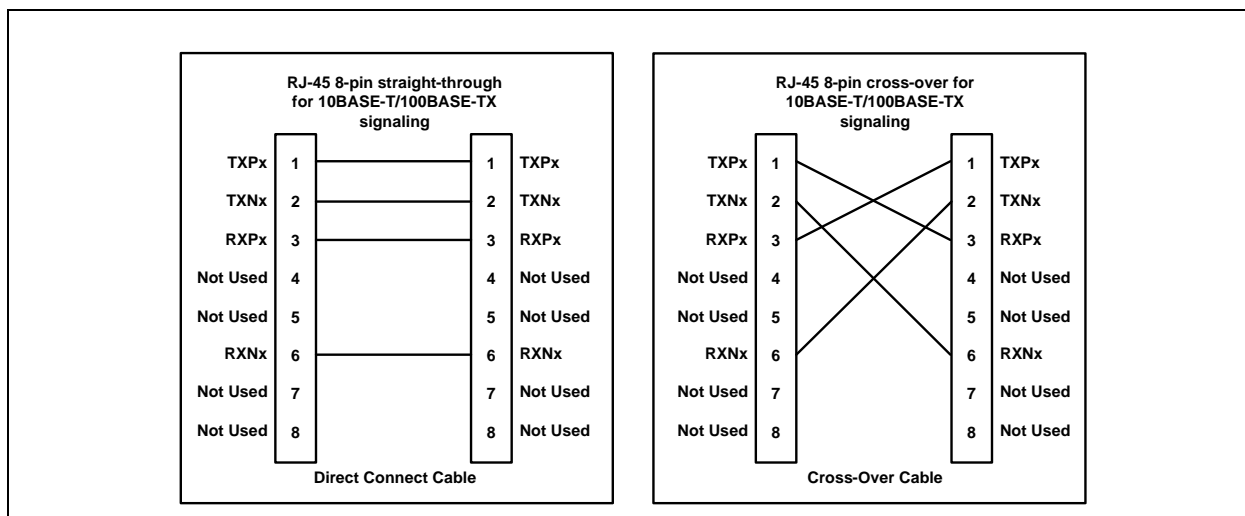 RJ-45 8-pin straight-through
for 10BASE-T/100BASE-TX
signaling
TXPx 1 1 TXPx
TXNx 2 2 TXNx
RXPx 3 3 RXPx
Not Used 4 4 Not Used
Not Used 5 5 Not Used
RXNx 6 6 RXNx
Not Used 7 7 Not Used
Not Used 8 8 Not Used
Direct Connect Cable
RJ-45 8-pin cross-over for
10BASE-T/100BASE-TX
signaling
TXPx 1 1 TXPx
TXNx 2 2 TXNx
RXPx 3 3 RXPx
Not Used 4 4 Not Used
Not Used 5 5 Not Used
RXNx 6 6 RXNx
Not Used 7 7 Not Used
Not Used 8 8 Not Used
Cross-Over Cable